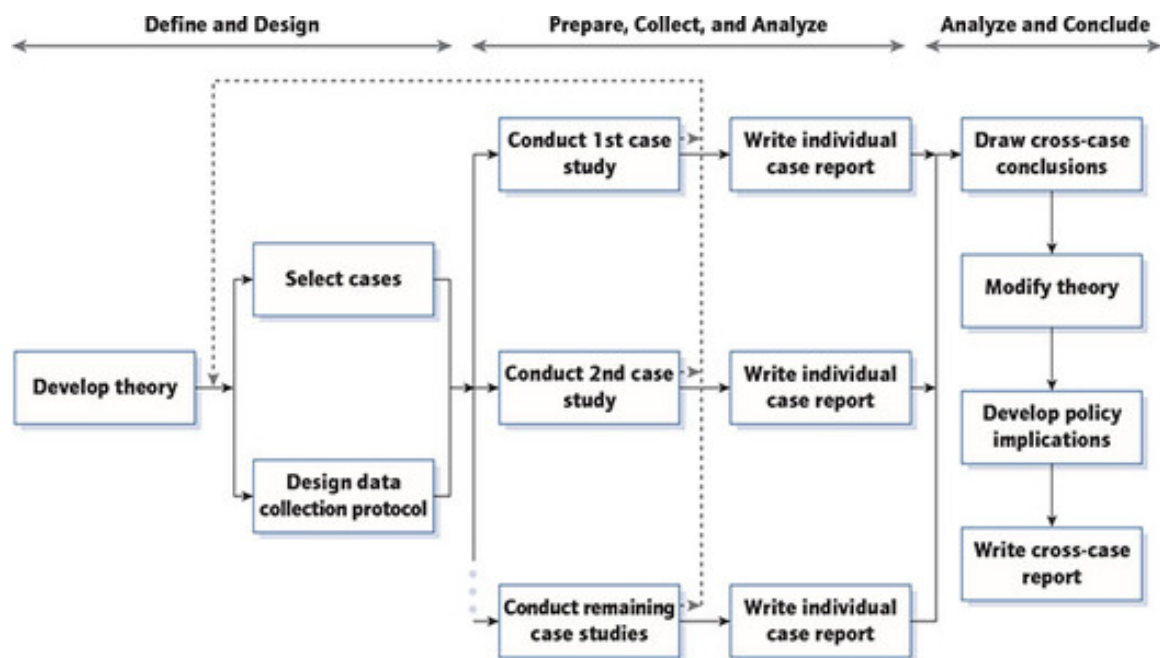 Define and Design
Prepare, Collect, and Analyze
Analyze and Conclude
Develop theory
Select cases
Design data
collection protocol
Conduct 1st case
study
Write individual
case report
Conduct 2nd case
study
Write individual
case report
Conduct remaining
case studies
Write individual
case report
Draw cross-case
conclusions
Modify theory
Develop policy
implications
Write cross-case
report